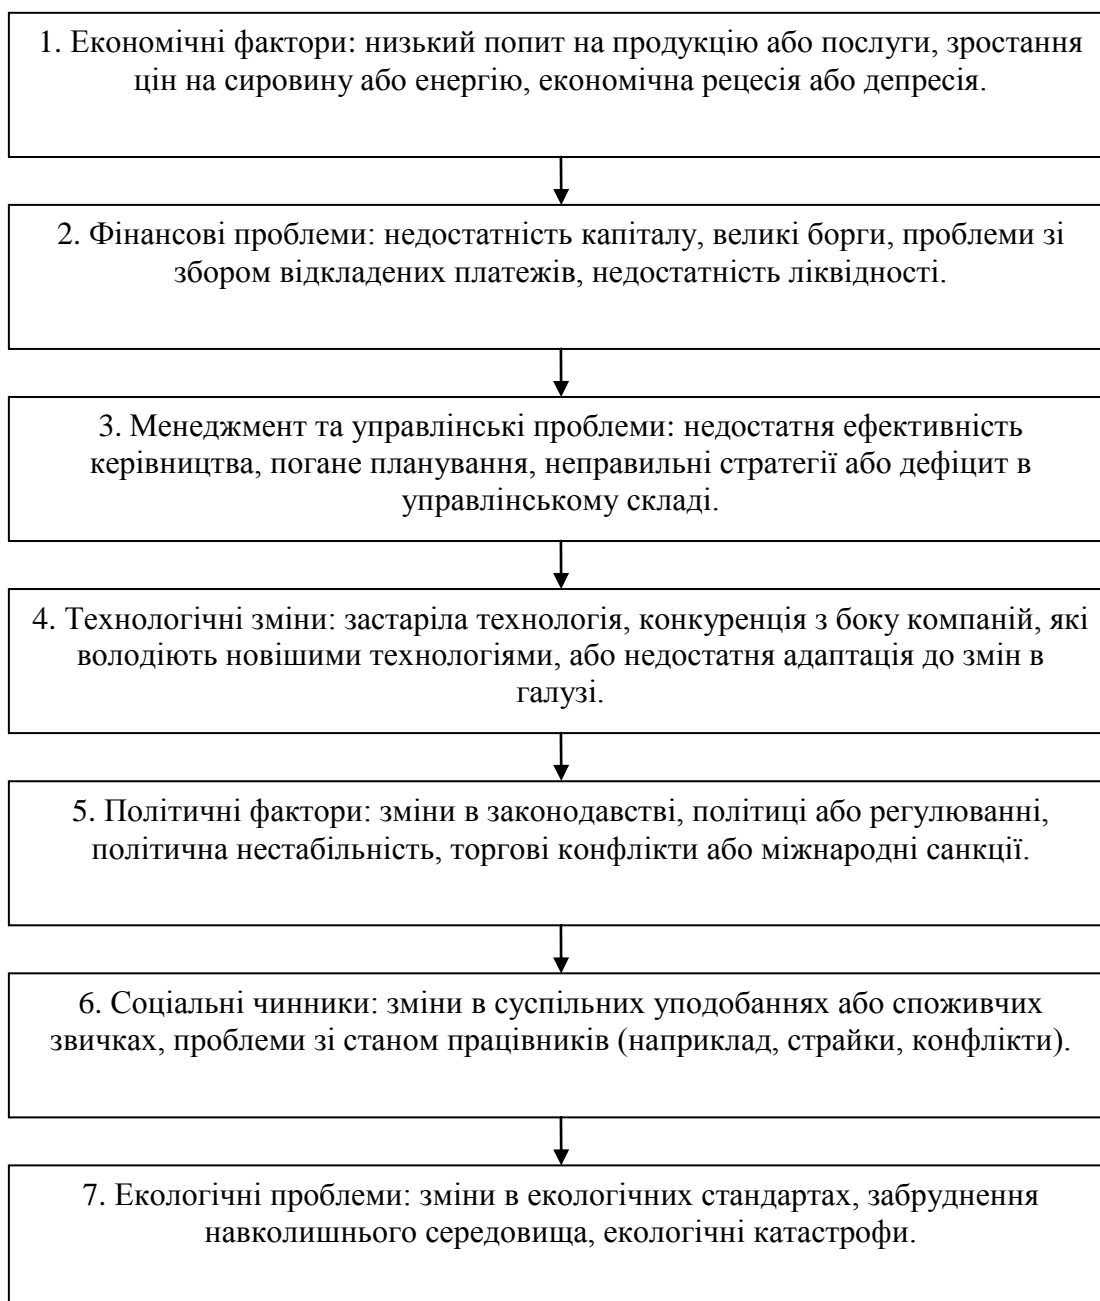 1. Економічні фактори: низький попит на продукцію або послуги, зростання
цін на сировину або енергію, економічна рецесія або депресія.
2. Фінансові проблеми: недостатність капіталу, великі борги, проблеми зі
збором відкладених платежів, недостатність ліквідності.
3. Менеджмент та управлінські проблеми: недостатня ефективність
керівництва, погане планування, неправильні стратегії або дефіцит в
управлінському складі.
4. Технологічні зміни: застаріла технологія, конкуренція з боку компаній, які
володіють новішими технологіями, або недостатня адаптація до змін в
галузі.
5. Політичні фактори: зміни в законодавстві, політиці або регулюванні,
політична нестабільність, торгові конфлікти або міжнародні санкції.
6. Соціальні чинники: зміни в суспільних уподобаннях або споживчих
звичках, проблеми зі станом працівників (наприклад, страйки, конфлікти).
7. Екологічні проблеми: зміни в екологічних стандартах, забруднення
навколишнього середовища, екологічні катастрофи.